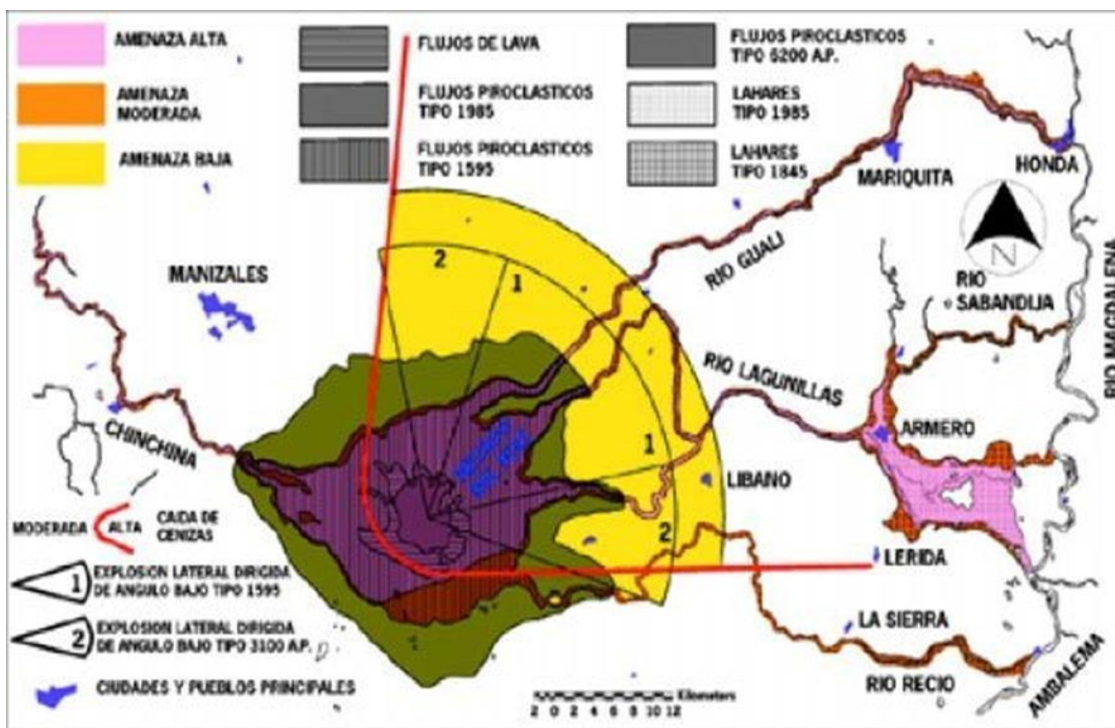 AMENAZA ALTA
AMENAZA
MODERADA
AMENAZA BAJA
FLUJOS DE LAVA
FLUJOS PIROCLASTICOS
TIPO 1985
FLUJOS PIROCLASTICOS
TIPO 1595
FLUJOS PIROCLASTICOS
TIPO 6200 A.P.
LAHARES
TIPO 1985
LAHARES
TIPO 1845
MARIQUITA
HONDA
N
RIO GUALI
RIO
SABANDIJA
RIO MAGDALENA
MANIZALES
2
1
RIO LAGUNILLAS
CHINCHINA
1
ARMERO
LIBANO
2
LERIDA
LA SIERRA
RIO RECIO
AMBALEMA
MODERADA
ALTA
CAIDA DE
CENIZAS
1
EXPLOSION LATERAL DIRIGIDA
DE ANGULO BAJO TIPO 1595
2
EXPLOSION LATERAL DIRIGIDA
DE ANGULO BAJO TIPO 3100 A.P.
CIUDADES Y PUEBLOS PRINCIPALES
Kilometers
2 0 2 4 6 8 10 12